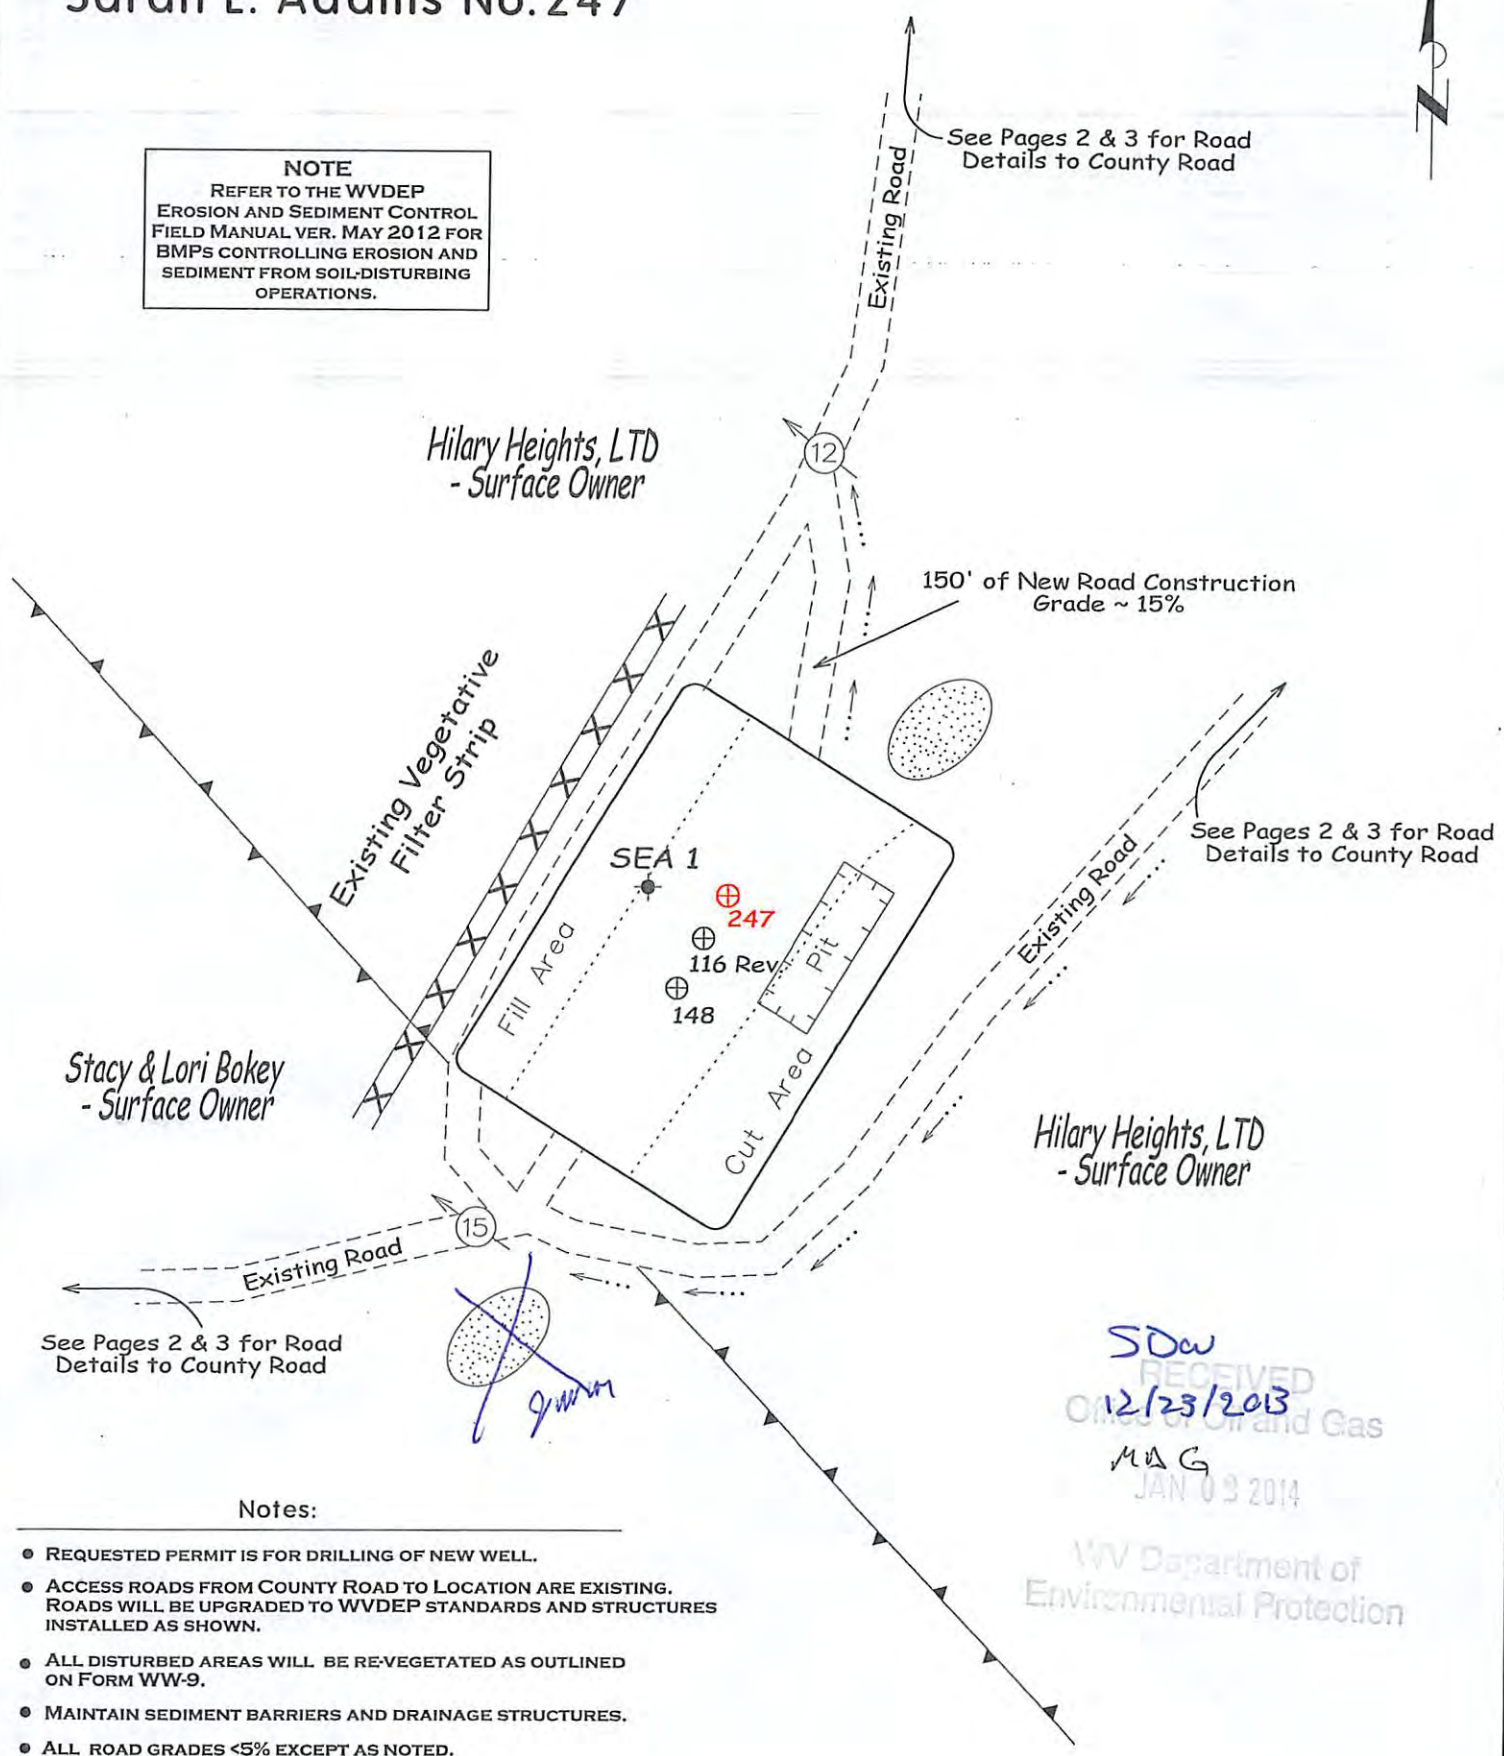 Sarah L. Adams No. 247
N
See Pages 2 & 3 for Road
Details to County Road
NOTE
REFER TO THE WVDEP
EROSION AND SEDIMENT CONTROL
FIELD MANUAL VER. MAY 2012 FOR
BMPS CONTROLLING EROSION AND
SEDIMENT FROM SOIL-DISTURBING
OPERATIONS.
Existing Road
Hilary Heights, LTD
- Surface Owner
12
150' of New Road Construction
Grade ~ 15%
Existing Vegetative
Filter Strip
See Pages 2 & 3 for Road
Details to County Road
Existing Road
SEA 1
247
116 Rev
148
Fill Area
Pit
Cut Area
Stacy & Lori Bokey
- Surface Owner
Hilary Heights, LTD
- Surface Owner
15
Existing Road
See Pages 2 & 3 for Road
Details to County Road
SDW
RECEIVED
12/23/2013
Office of Oil and Gas
MAG
JAN 03 2014
WV Department of
Environmental Protection
Notes:
● REQUESTED PERMIT IS FOR DRILLING OF NEW WELL.
● ACCESS ROADS FROM COUNTY ROAD TO LOCATION ARE EXISTING.
ROADS WILL BE UPGRADED TO WVDEP STANDARDS AND STRUCTURES
INSTALLED AS SHOWN.
● ALL DISTURBED AREAS WILL BE RE-VEGETATED AS OUTLINED
ON FORM WW-9.
● MAINTAIN SEDIMENT BARRIERS AND DRAINAGE STRUCTURES.
● ALL ROAD GRADES <5% EXCEPT AS NOTED.